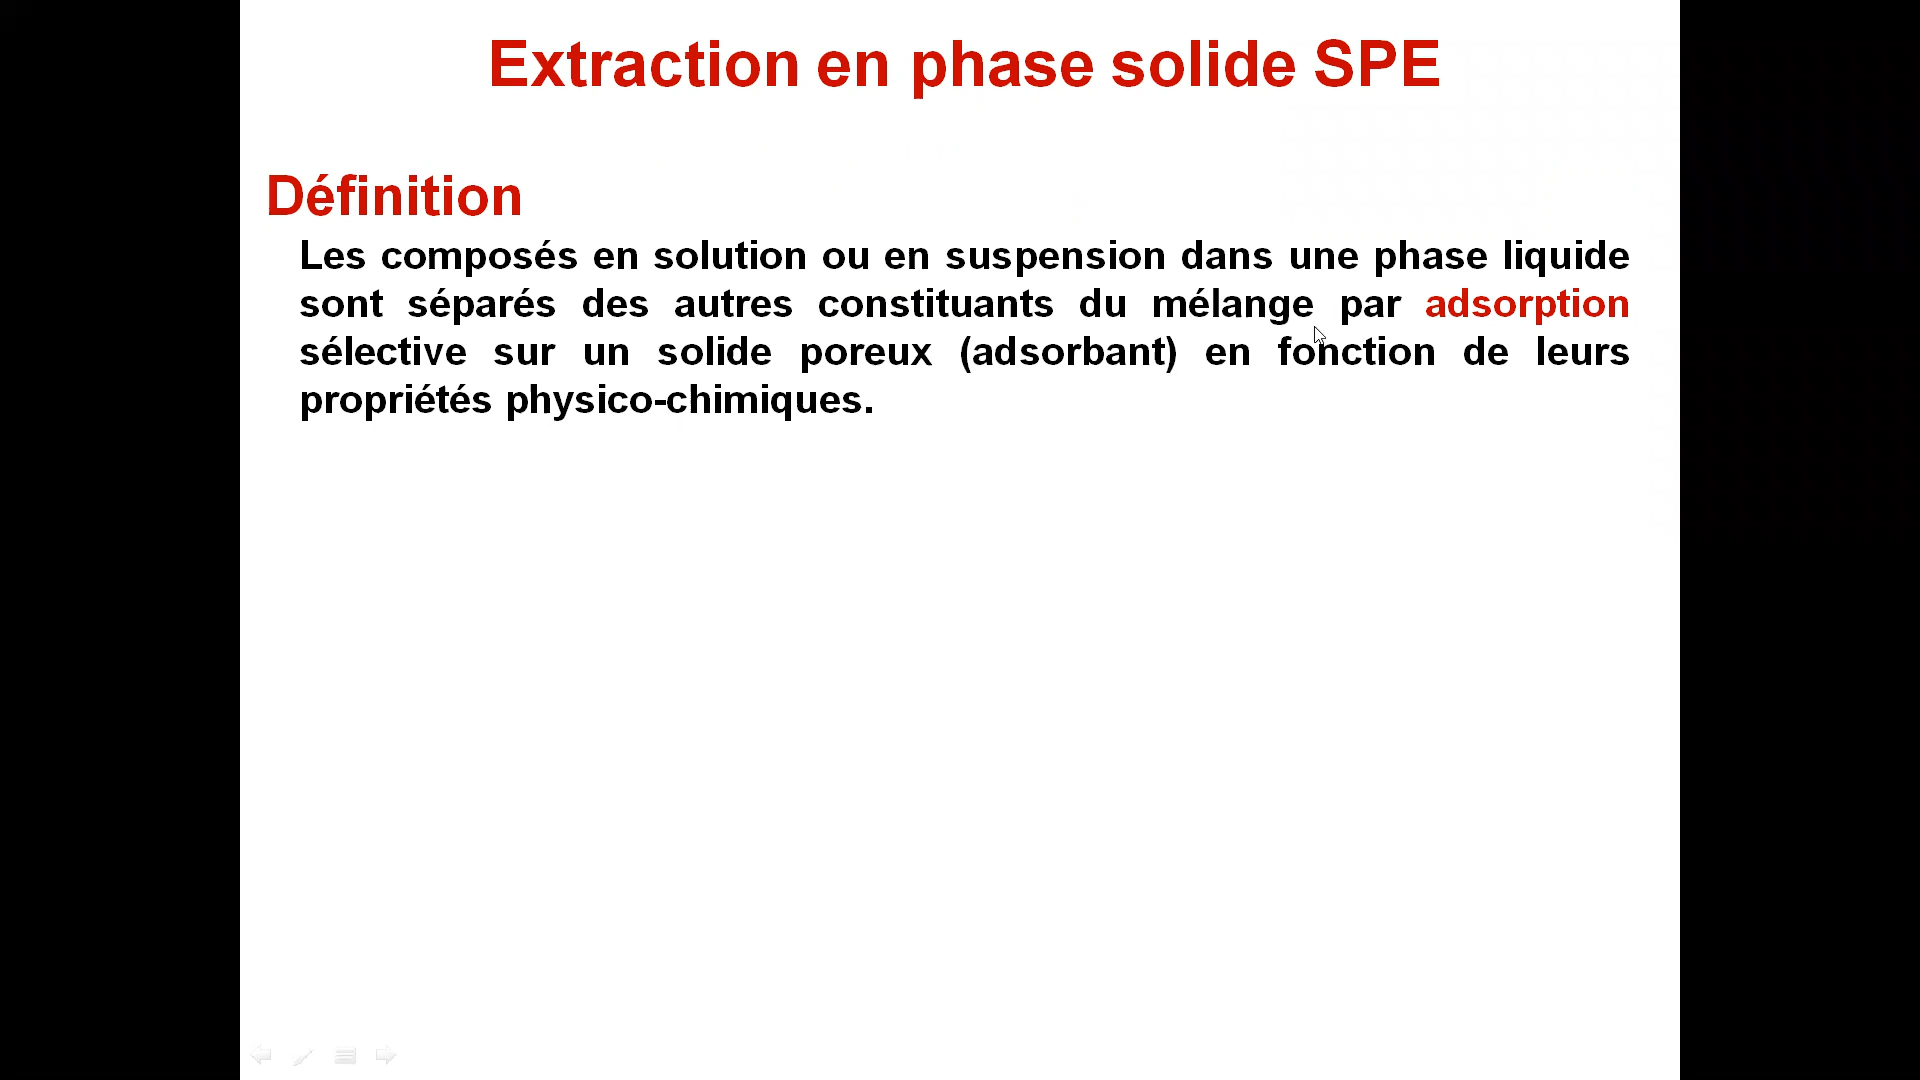 Extraction en phase solide SPE
Définition
Les composés en solution ou en suspension dans une phase liquide
sont séparés des autres constituants du mélange par adsorption
sélective sur un solide poreux (adsorbant) en fonction de leurs
propriétés physico-chimiques.